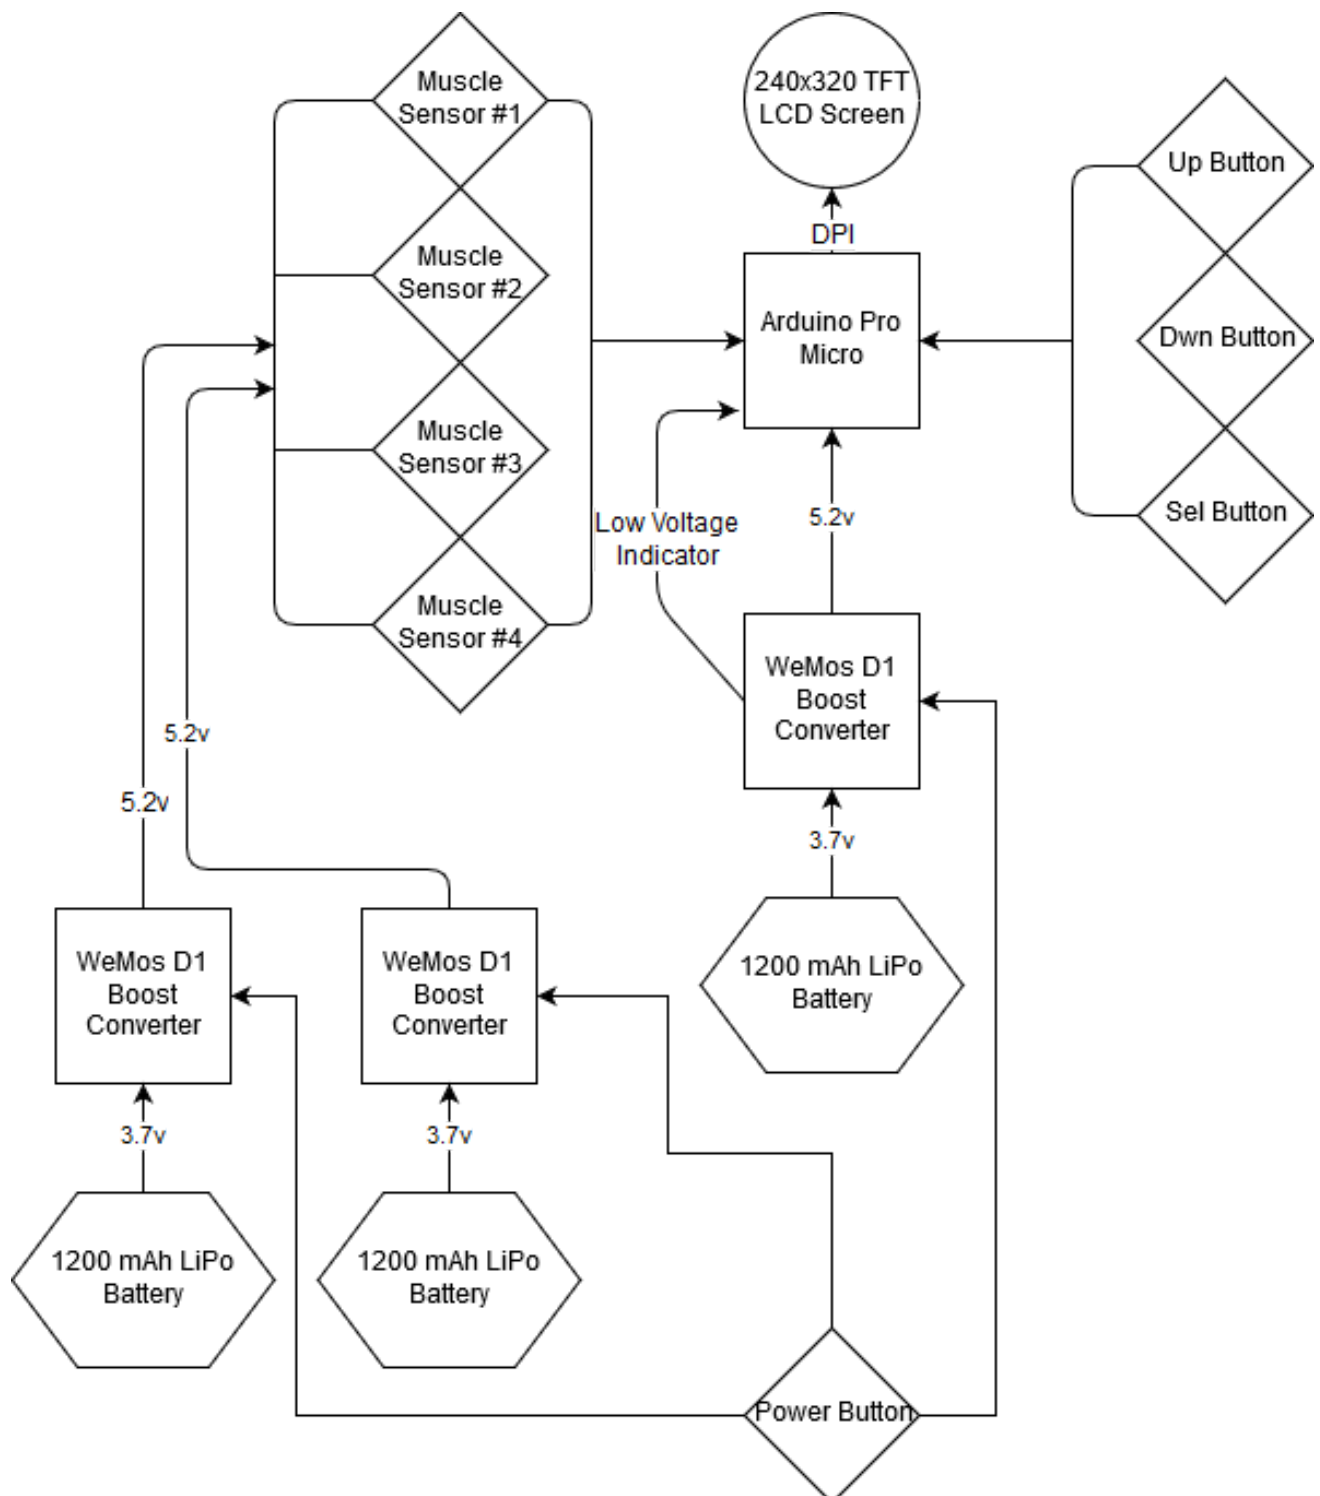 Muscle
Sensor #1
240x320 TFT
LCD Screen
Up Button
DPI
Muscle
Sensor #2
Arduino Pro
Micro
Dwn Button
Muscle
Sensor #3
Low Voltage
Indicator
5.2v
Sel Button
Muscle
Sensor #4
WeMos D1
Boost
Converter
5.2v
5.2v
3.7v
WeMos D1
Boost
Converter
WeMos D1
Boost
Converter
1200 mAh LiPo
Battery
3.7v
3.7v
1200 mAh LiPo
Battery
1200 mAh LiPo
Battery
Power Button